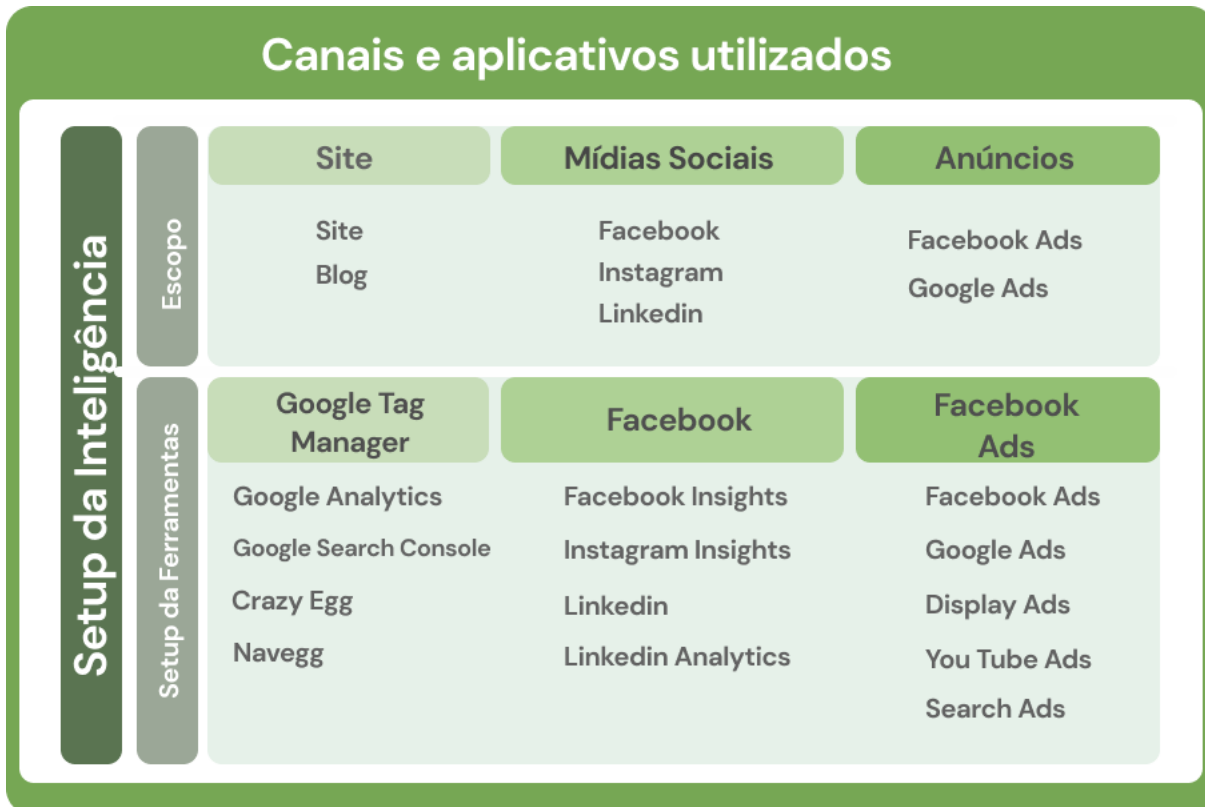 Canais e aplicativos utilizados
Setup da Inteligência
Escopo
Site
Mídias Sociais
Anúncios
Site
Blog
Facebook
Instagram
Linkedin
Facebook Ads
Google Ads
Setup da Ferramentas
Google Tag
Manager
Facebook
Facebook
Ads
Google Analytics
Google Search Console
Crazy Egg
Navegg
Facebook Insights
Instagram Insights
Linkedin
Linkedin Analytics
Facebook Ads
Google Ads
Display Ads
You Tube Ads
Search Ads